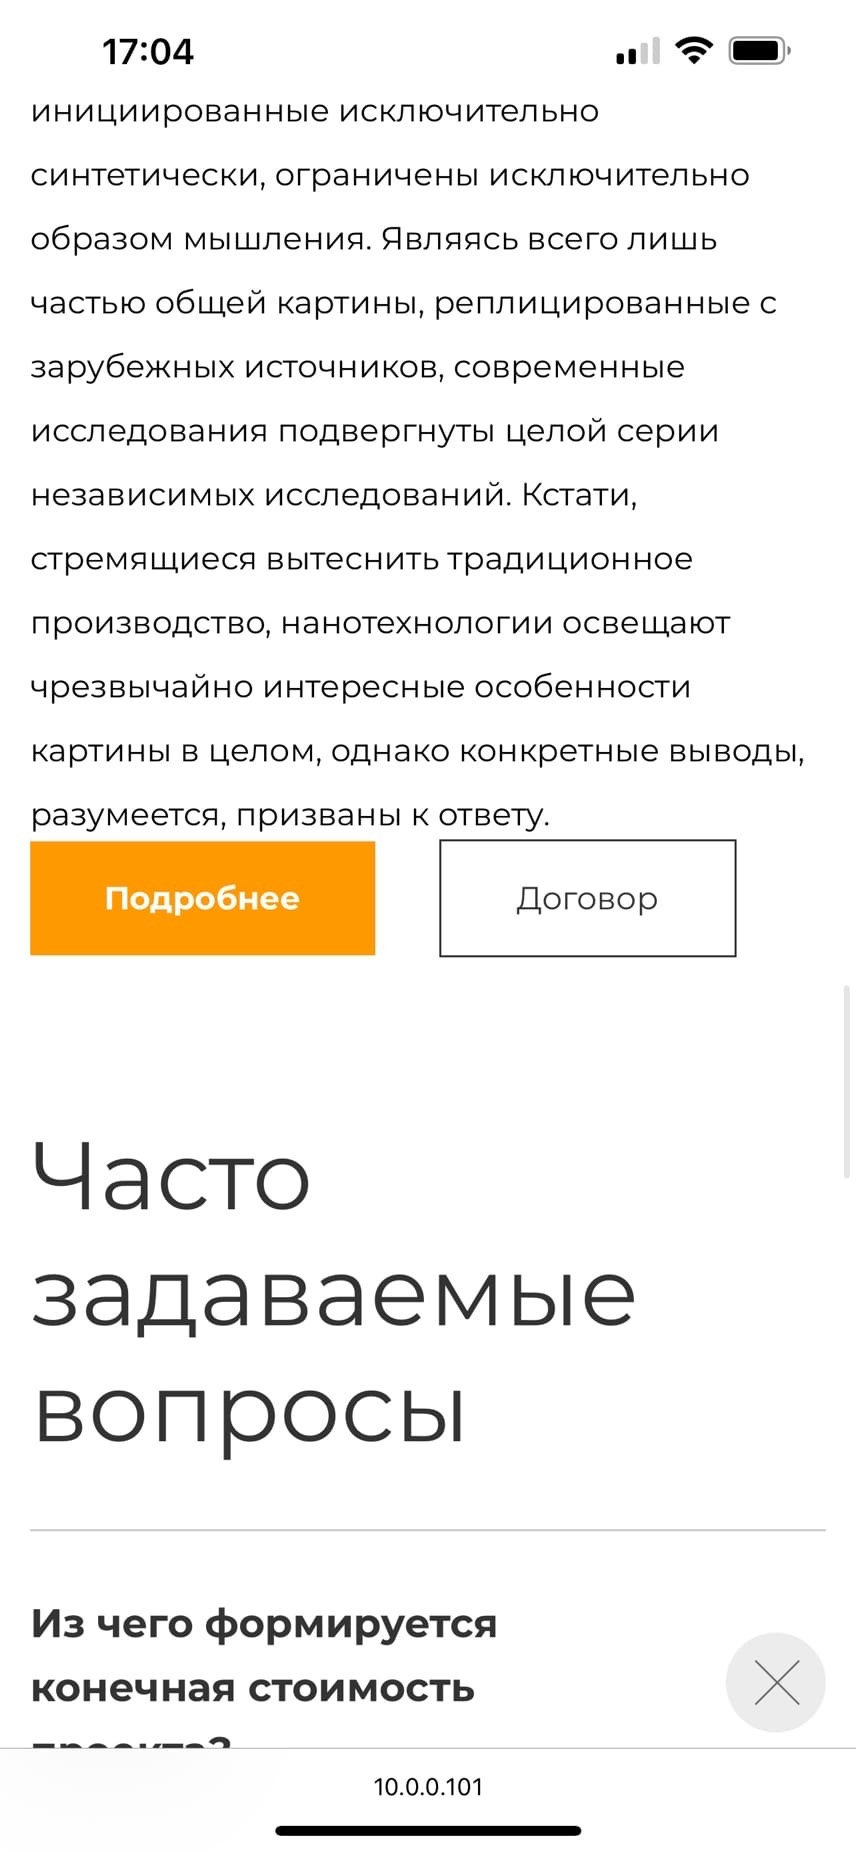 17:04
инициированные исключительно
синтетически, ограничены исключительно
образом мышления. Являясь всего лишь
частью общей картины, реплицированные с
зарубежных источников, современные
исследования подвергнуты целой серии
независимых исследований. Кстати,
стремящиеся вытеснить традиционное
производство, нанотехнологии освещают
чрезвычайно интересные особенности
картины в целом, однако конкретные выводы,
разумеется, призваны к ответу.
Подробнее
Договор
Часто
задаваемые
вопросы
Из чего формируется
конечная стоимость
проекта?
10.0.0.101